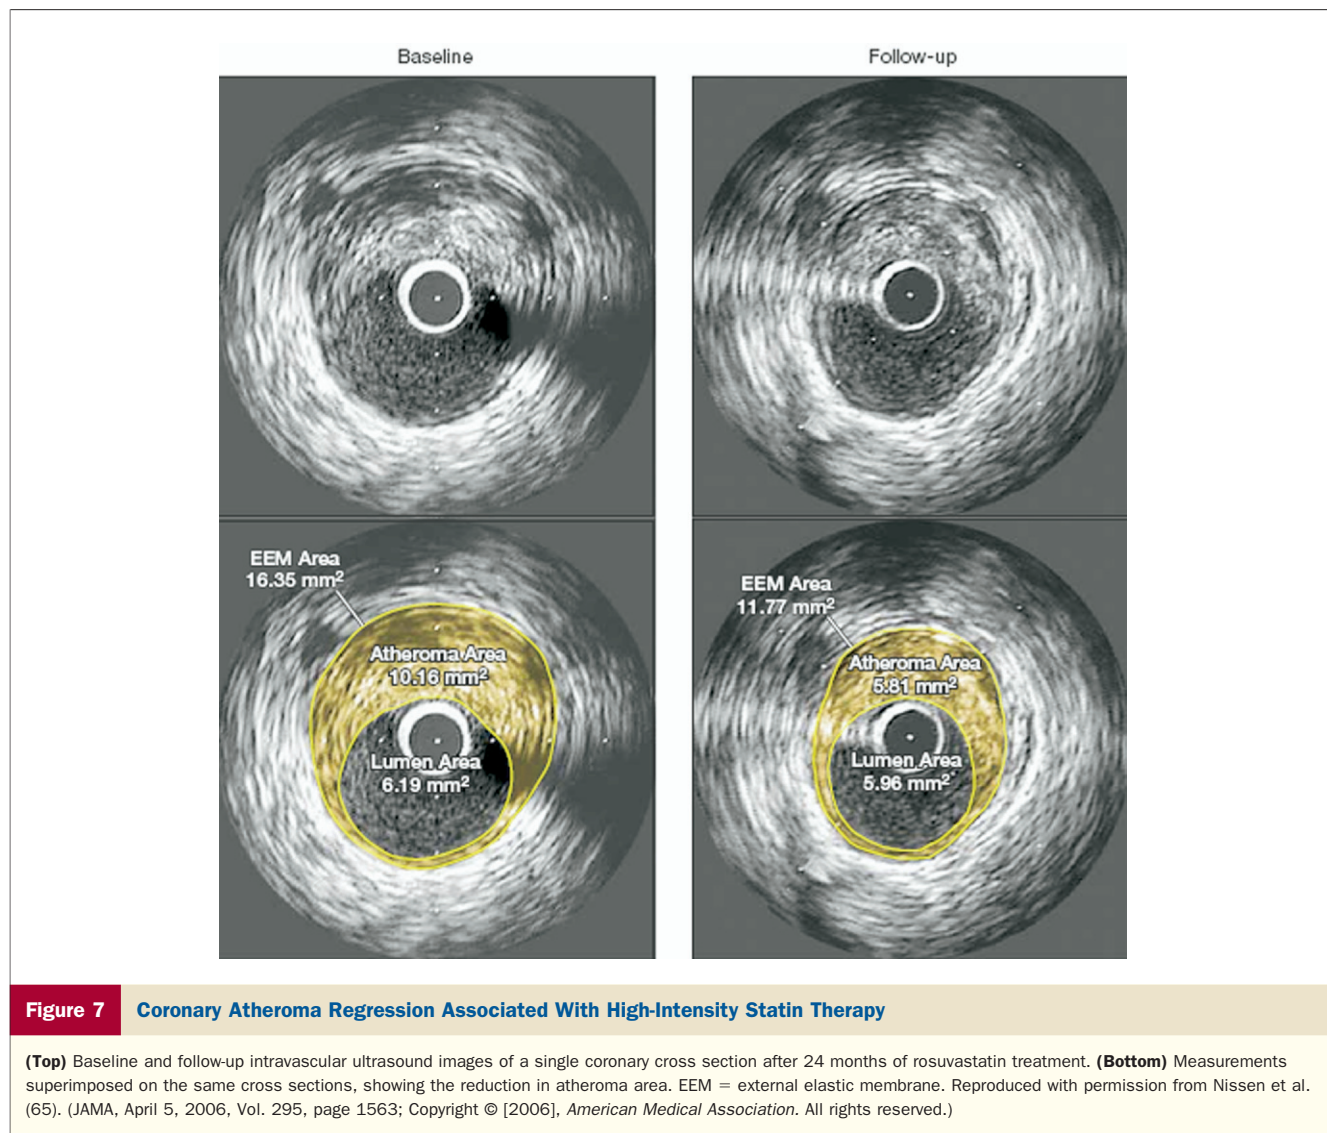 Baseline
Follow-up
EEM Area
16.35 mm²
Atheroma Area
10.16 mm²
Lumen Area
6.19 mm²
EEM Area
11.77 mm²
Atheroma Area
5.81 mm²
Lumen Area
5.96 mm²
Figure 7
Coronary Atheroma Regression Associated With High-Intensity Statin Therapy
(Top) Baseline and follow-up intravascular ultrasound images of a single coronary cross section after 24 months of rosuvastatin treatment. (Bottom) Measurements
superimposed on the same cross sections, showing the reduction in atheroma area. EEM = external elastic membrane. Reproduced with permission from Nissen et al.
(65). (JAMA, April 5, 2006, Vol. 295, page 1563; Copyright © [2006], American Medical Association. All rights reserved.)